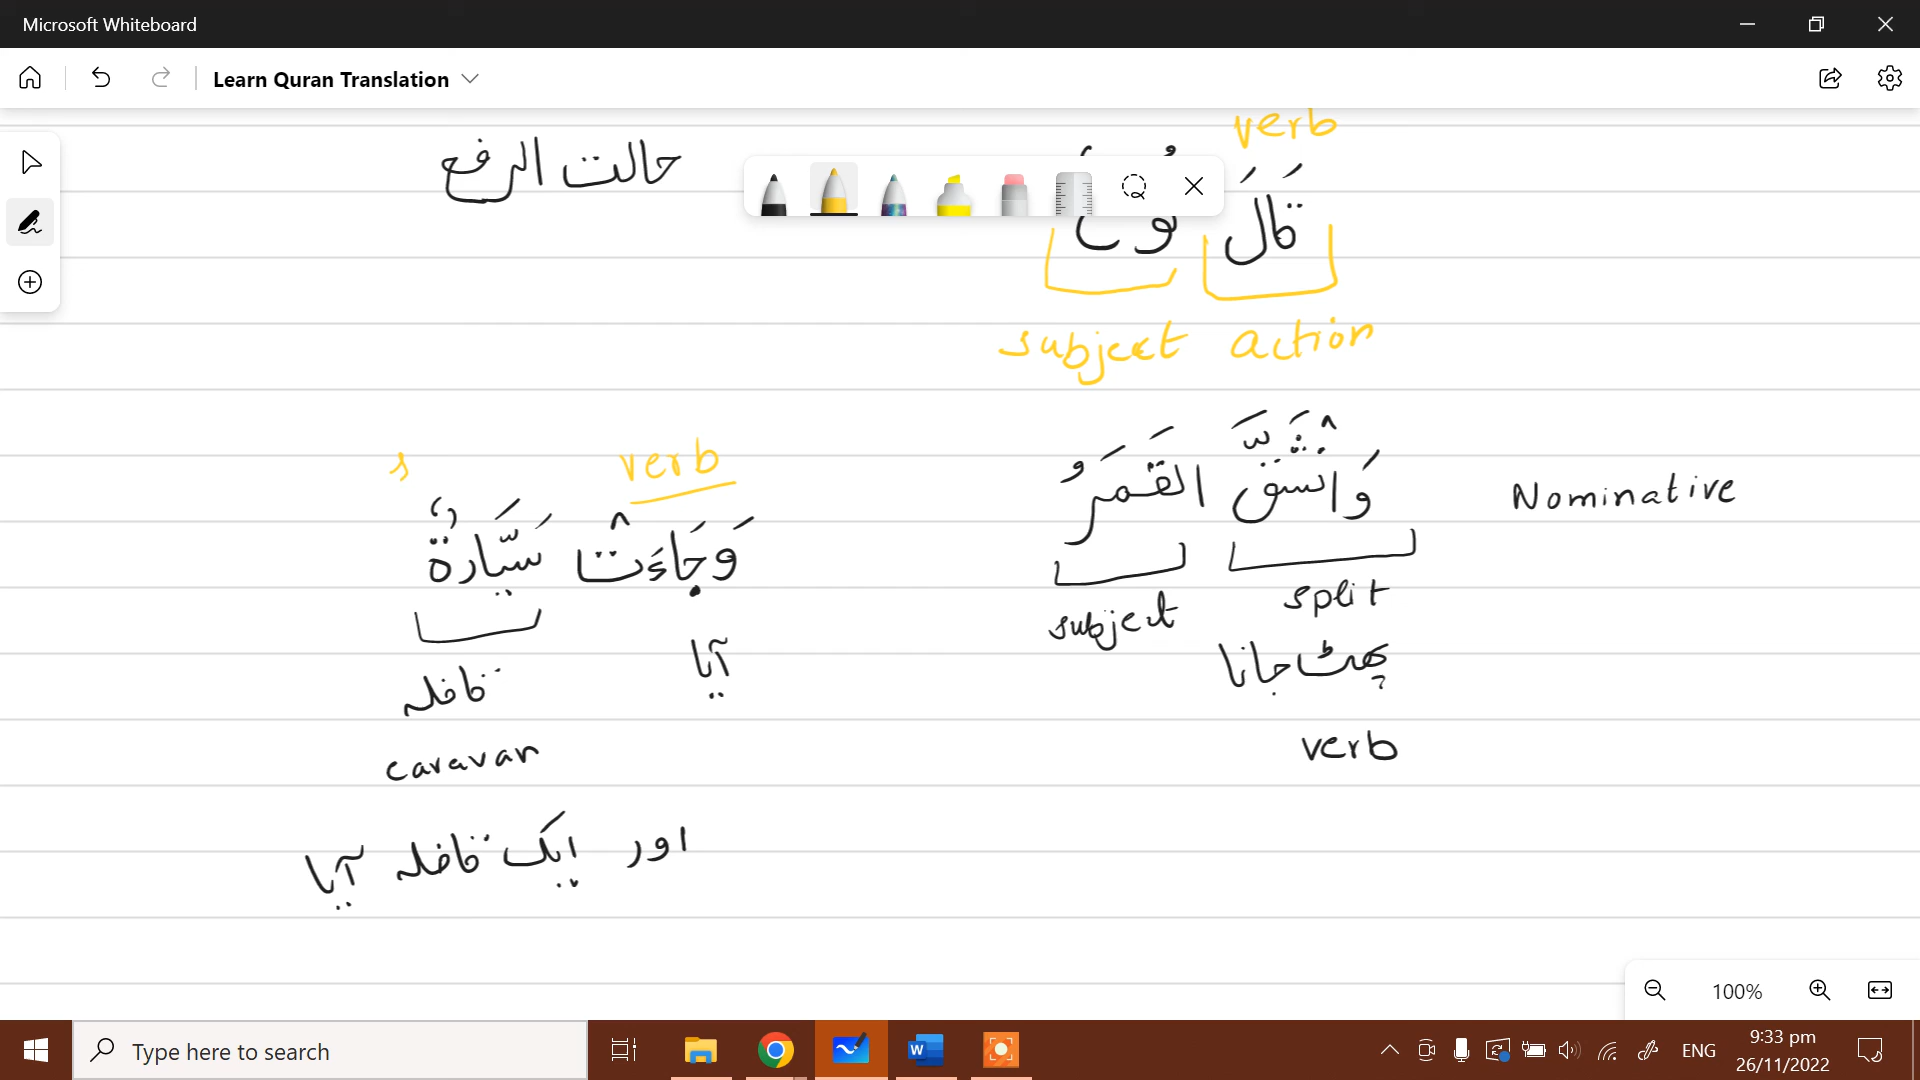 Microsoft Whiteboard
Learn Quran Translation
حالت الرفع
verb
قَالَ نُوحٌ
subject action
verb
s
وَانْشَقَّ الْقَمَرُ
Nominative
وَجَاءَتْ سَيَّارَةٌ
split
subject
پھٹ جانا
آیا
قافلہ
verb
caravan
اور ایک قافلہ آیا
100%
Type here to search
ENG
9:33 pm
26/11/2022